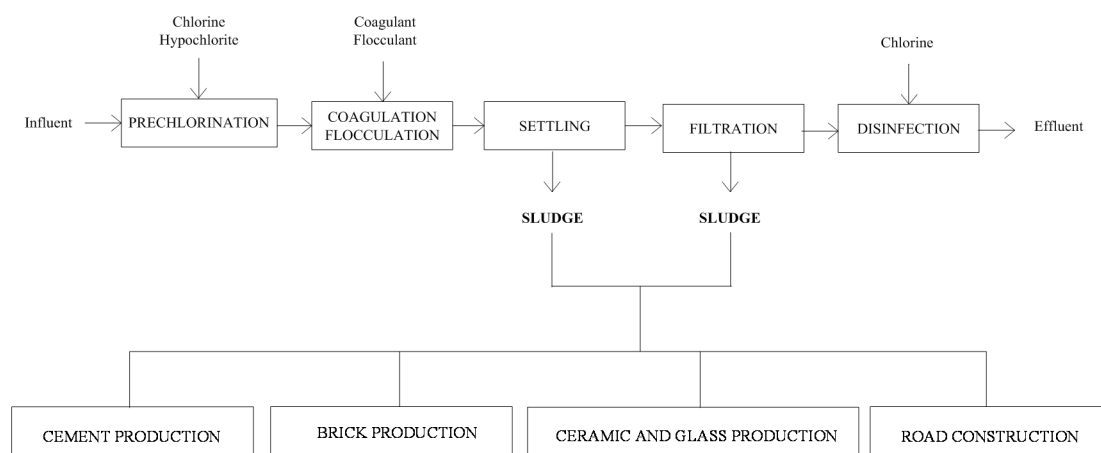 Chlorine
Hypochlorite
Coagulant
Flocculant
Chlorine
Influent
PRECHLORINATION
COAGULATION
FLOCCULATION
SETTLING
FILTRATION
DISINFECTION
Effluent
SLUDGE
SLUDGE
CEMENT PRODUCTION
BRICK PRODUCTION
CERAMIC AND GLASS PRODUCTION
ROAD CONSTRUCTION